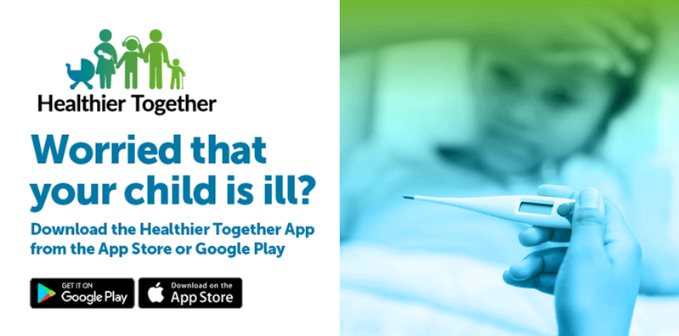 Healthier Together
Worried that
your child is ill?
Download the Healthier Together App
from the App Store or Google Play
GET IT ON
Google Play
Download on the
App Store